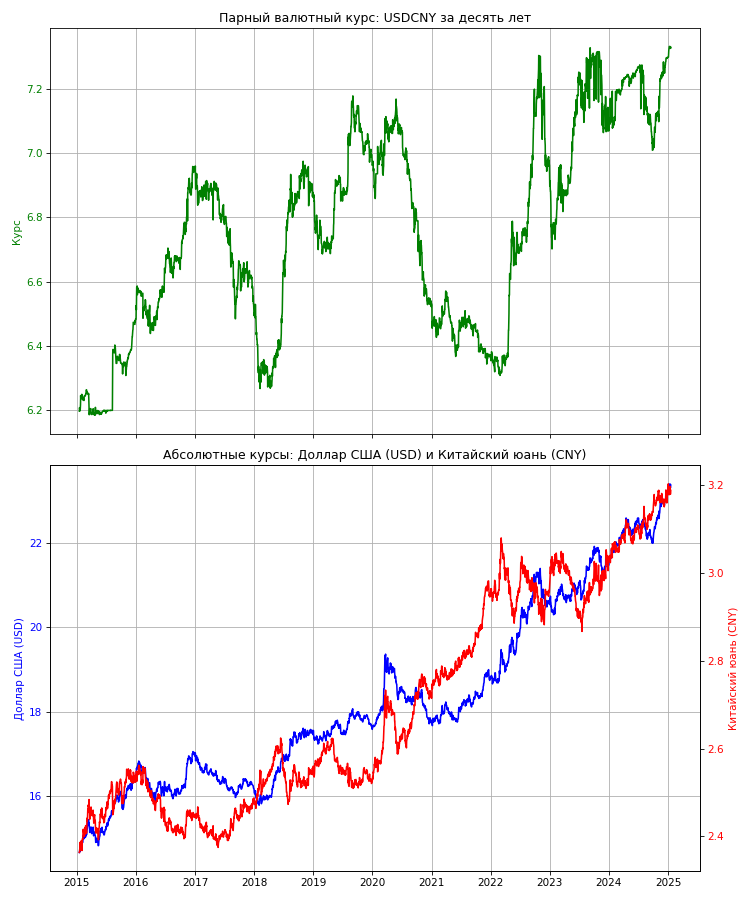 Парный валютный курс: USDCNY за десять лет
7.2
7.0
6.8
6.6
6.4
6.2
Курс
Абсолютные курсы: Доллар США (USD) и Китайский юань (CNY)
22
20
18
16
Доллар США (USD)
3.2
3.0
2.8
2.6
2.4
Китайский юань (CNY)
2015 2016 2017 2018 2019 2020 2021 2022 2023 2024 2025